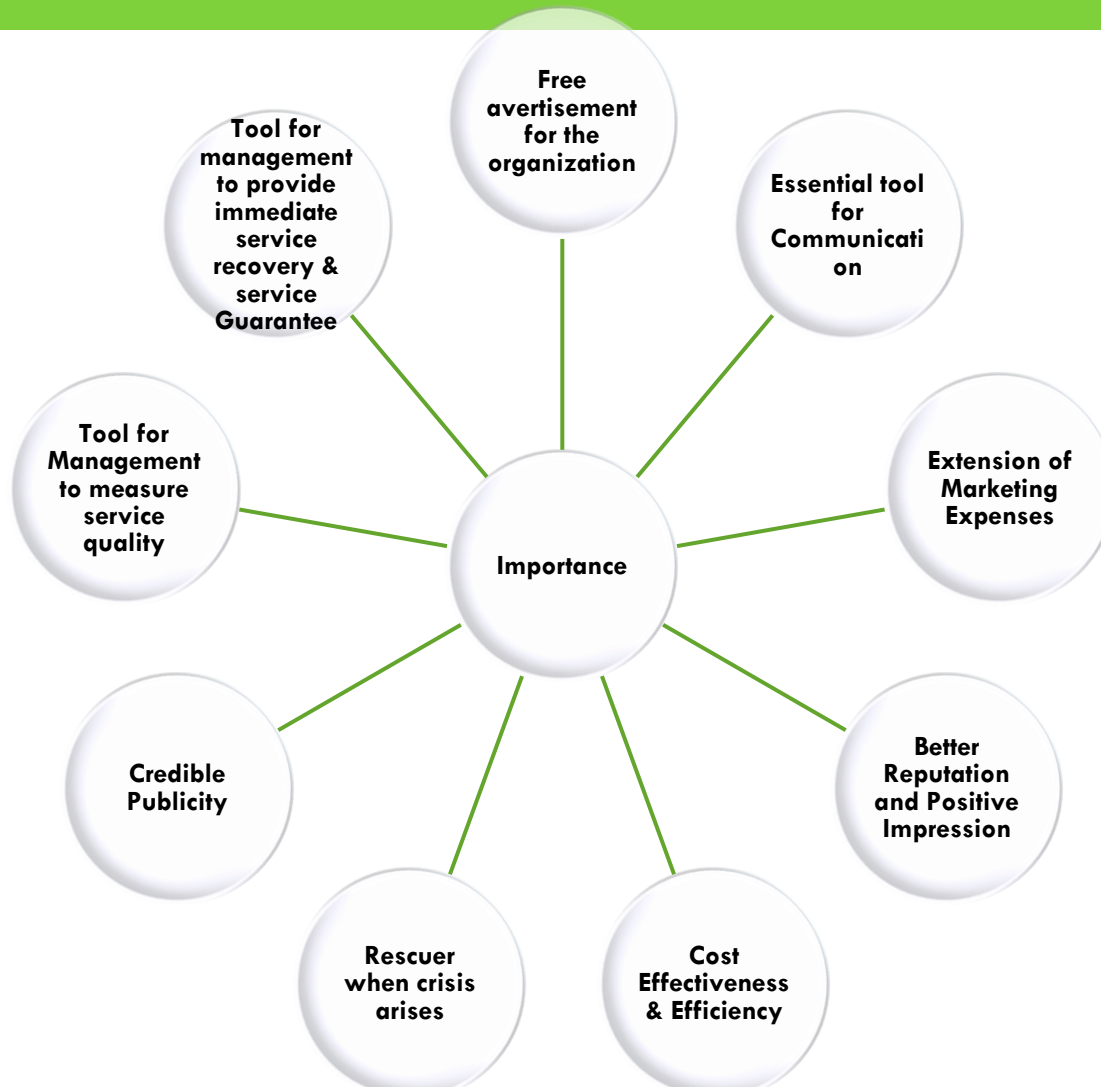 Free
avertisement
for the
organization
Essential tool
for
Communicati
on
Extension of
Marketing
Expenses
Better
Reputation
and Positive
Impression
Cost
Effectiveness
& Efficiency
Rescuer
when crisis
arises
Credible
Publicity
Tool for
Management
to measure
service
quality
Tool for
management
to provide
immediate
service
recovery &
service
Guarantee
Importance